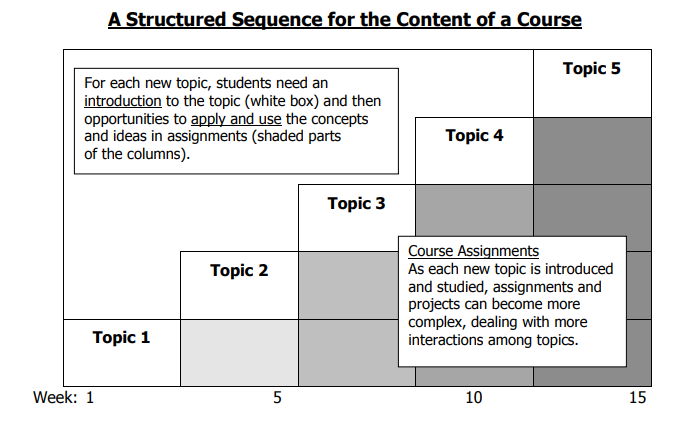 A Structured Sequence for the Content of a Course
Topic 5
For each new topic, students need an
introduction to the topic (white box) and then
opportunities to apply and use the concepts
and ideas in assignments (shaded parts
of the columns).
Topic 4
Topic 3
Course Assignments
As each new topic is introduced
and studied, assignments and
projects can become more
complex, dealing with more
interactions among topics.
Topic 2
Topic 1
Week: 1 5 10 15